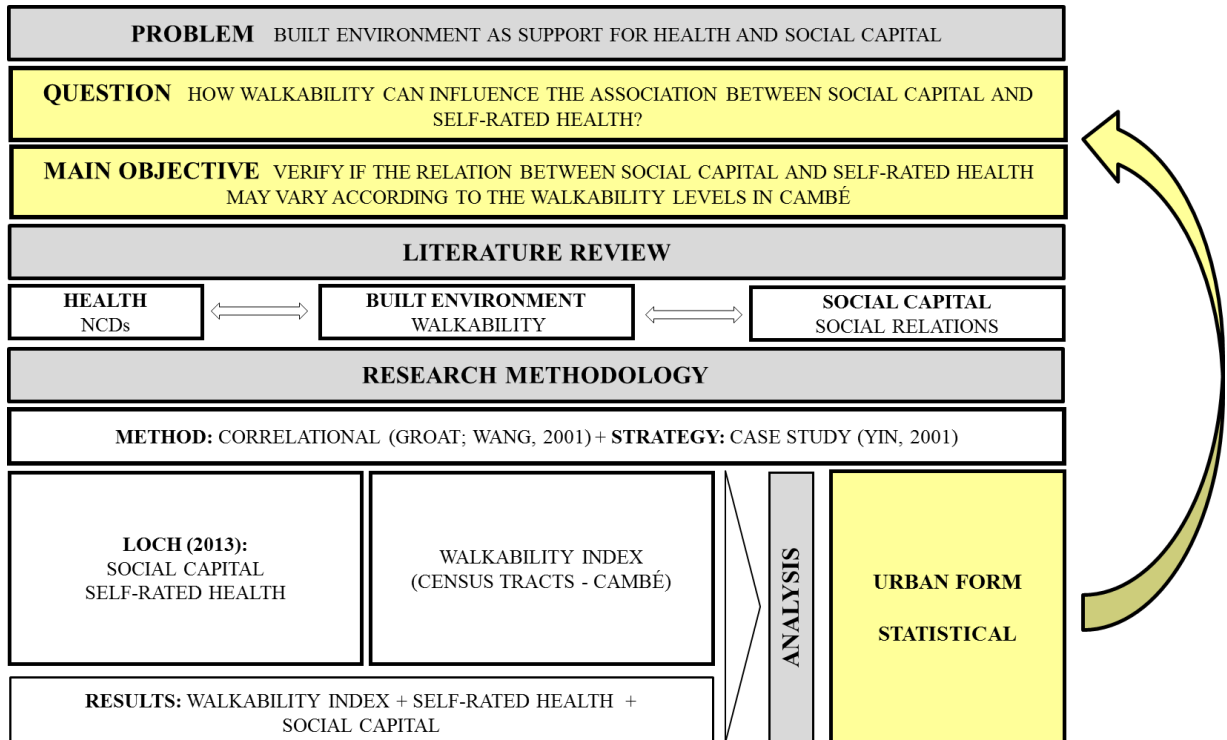 PROBLEM BUILT ENVIRONMENT AS SUPPORT FOR HEALTH AND SOCIAL CAPITAL
QUESTION HOW WALKABILITY CAN INFLUENCE THE ASSOCIATION BETWEEN SOCIAL CAPITAL AND
SELF-RATED HEALTH?
MAIN OBJECTIVE VERIFY IF THE RELATION BETWEEN SOCIAL CAPITAL AND SELF-RATED HEALTH
MAY VARY ACCORDING TO THE WALKABILITY LEVELS IN CAMBÉ
LITERATURE REVIEW
HEALTH
NCDs
BUILT ENVIRONMENT
WALKABILITY
SOCIAL CAPITAL
SOCIAL RELATIONS
RESEARCH METHODOLOGY
METHOD: CORRELATIONAL (GROAT; WANG, 2001) + STRATEGY: CASE STUDY (YIN, 2001)
LOCH (2013):
SOCIAL CAPITAL
SELF-RATED HEALTH
WALKABILITY INDEX
(CENSUS TRACTS - CAMBÉ)
RESULTS: WALKABILITY INDEX + SELF-RATED HEALTH +
SOCIAL CAPITAL
ANALYSIS
URBAN FORM
STATISTICAL